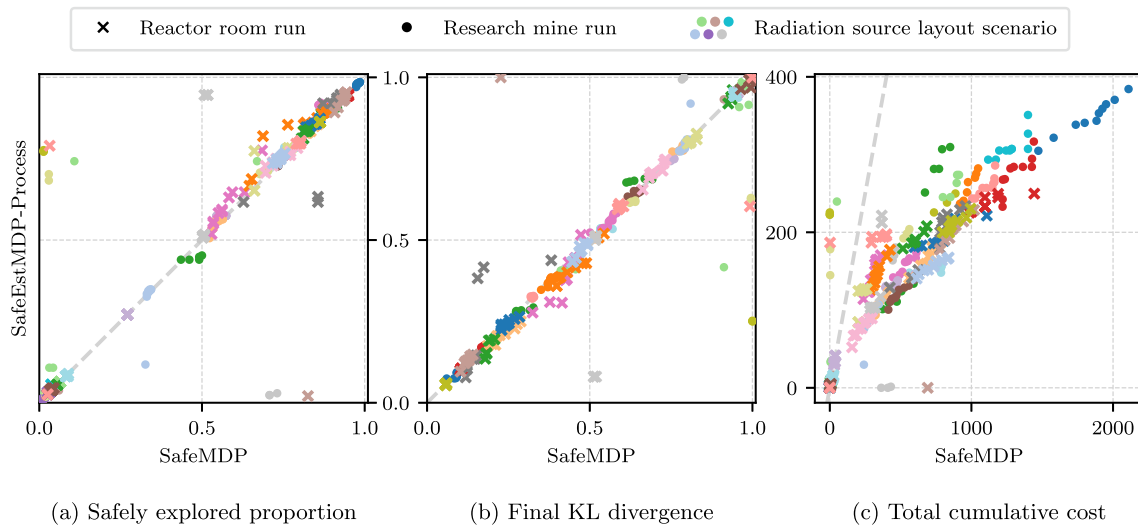 Reactor room run Research mine run Radiation source layout scenario
SafeEstMDP-Process
0.0 0.5 1.0
SafeMDP
1.0
0.5
0.0
0.0 0.5 1.0
SafeMDP
400
200
0
0 1000 2000
SafeMDP
(a) Safely explored proportion (b) Final KL divergence (c) Total cumulative cost